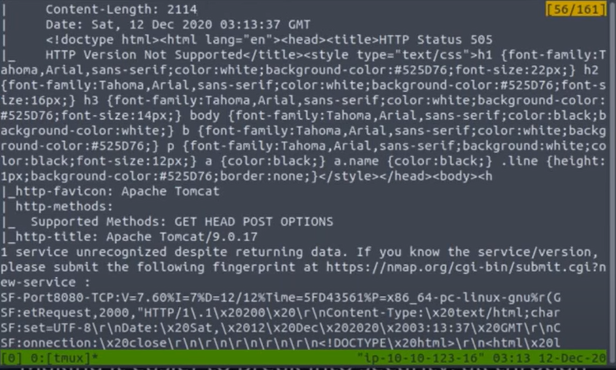 |     Content-Length: 2114
[56/161]
|     Date: Sat, 12 Dec 2020 03:13:37 GMT
|     <!doctype html><html lang="en"><head><title>HTTP Status 505
|_    HTTP Version Not Supported</title><style type="text/css">h1 {font-family:T
ahoma,Arial,sans-serif;color:white;background-color:#525D76;font-size:22px;} h2
{font-family:Tahoma,Arial,sans-serif;color:white;background-color:#525D76;font-s
ize:16px;} h3 {font-family:Tahoma,Arial,sans-serif;color:white;background-color:
#525D76;font-size:14px;} body {font-family:Tahoma,Arial,sans-serif;color:black;b
ackground-color:white;} b {font-family:Tahoma,Arial,sans-serif;color:white;backg
round-color:#525D76;} p {font-family:Tahoma,Arial,sans-serif;background:white;co
lor:black;font-size:12px;} a {color:black;} a.name {color:black;} .line {height:
1px;background-color:#525D76;border:none;}</style></head><body><h
|_http-favicon: Apache Tomcat
| http-methods:
|_  Supported Methods: GET HEAD POST OPTIONS
|_http-title: Apache Tomcat/9.0.17
1 service unrecognized despite returning data. If you know the service/version,
please submit the following fingerprint at https://nmap.org/cgi-bin/submit.cgi?n
ew-service :
SF-Port8080-TCP:V=7.60%I=7%D=12/12%Time=5FD43561%P=x86_64-pc-linux-gnu%r(G
SF:etRequest,2000,"HTTP/1\.1\x20200\x20\r\nContent-Type:\x20text/html;char
SF:set=UTF-8\r\nDate:\x20Sat,\x2012\x20Dec\x202020\x2003:13:37\x20GMT\r\nC
SF:onnection:\x20close\r\n\r\n\r\n\r\n\r\n<!DOCTYPE\x20html>\r\n<html\x20l
[0] 0:[tmux]*
"ip-10-10-123-16" 03:13 12-Dec-20